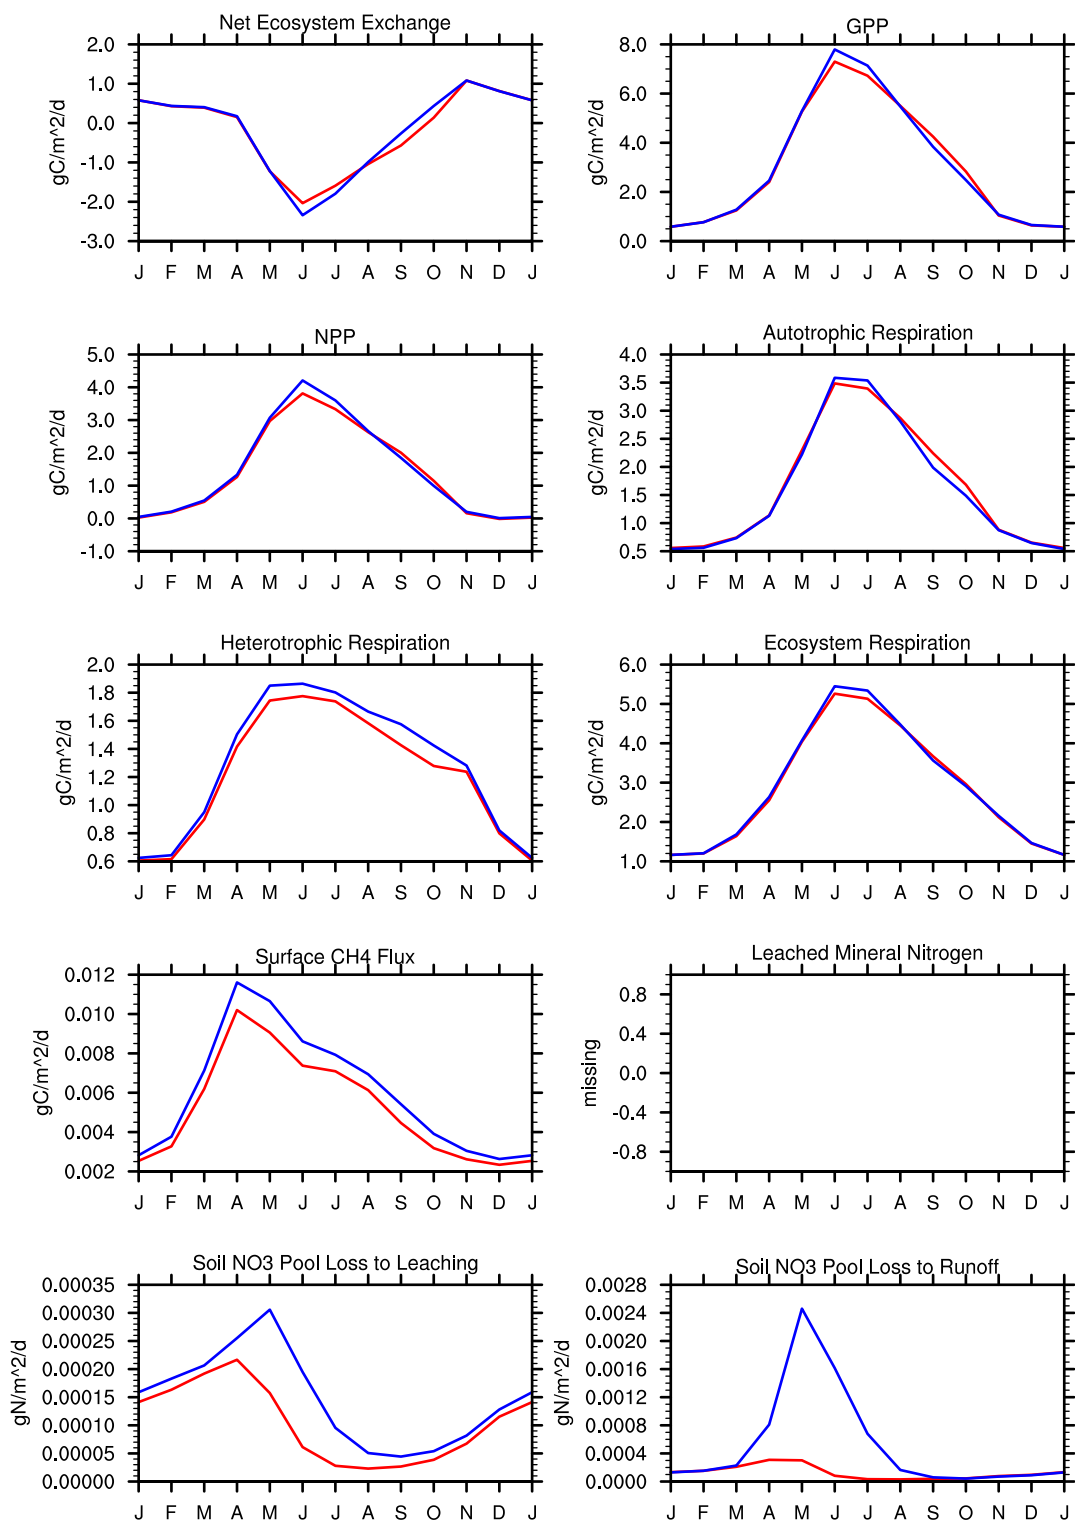 Net Ecosystem Exchange
gC/m^2/d
2.0
1.0
0.0
-1.0
-2.0
-3.0
J F M A M J J A S O N D J
GPP
gC/m^2/d
8.0
6.0
4.0
2.0
0.0
J F M A M J J A S O N D J
NPP
gC/m^2/d
5.0
4.0
3.0
2.0
1.0
0.0
-1.0
J F M A M J J A S O N D J
Autotrophic Respiration
gC/m^2/d
4.0
3.5
3.0
2.5
2.0
1.5
1.0
0.5
J F M A M J J A S O N D J
Heterotrophic Respiration
gC/m^2/d
2.0
1.8
1.6
1.4
1.2
1.0
0.8
0.6
J F M A M J J A S O N D J
Ecosystem Respiration
gC/m^2/d
6.0
5.0
4.0
3.0
2.0
1.0
J F M A M J J A S O N D J
Surface CH4 Flux
gC/m^2/d
0.012
0.010
0.008
0.006
0.004
0.002
J F M A M J J A S O N D J
Leached Mineral Nitrogen
missing
0.8
0.4
0.0
-0.4
-0.8
J F M A M J J A S O N D J
Soil NO3 Pool Loss to Leaching
gN/m^2/d
0.00035
0.00030
0.00025
0.00020
0.00015
0.00010
0.00005
0.00000
J F M A M J J A S O N D J
Soil NO3 Pool Loss to Runoff
gN/m^2/d
0.0028
0.0024
0.0020
0.0016
0.0012
0.0008
0.0004
0.0000
J F M A M J J A S O N D J